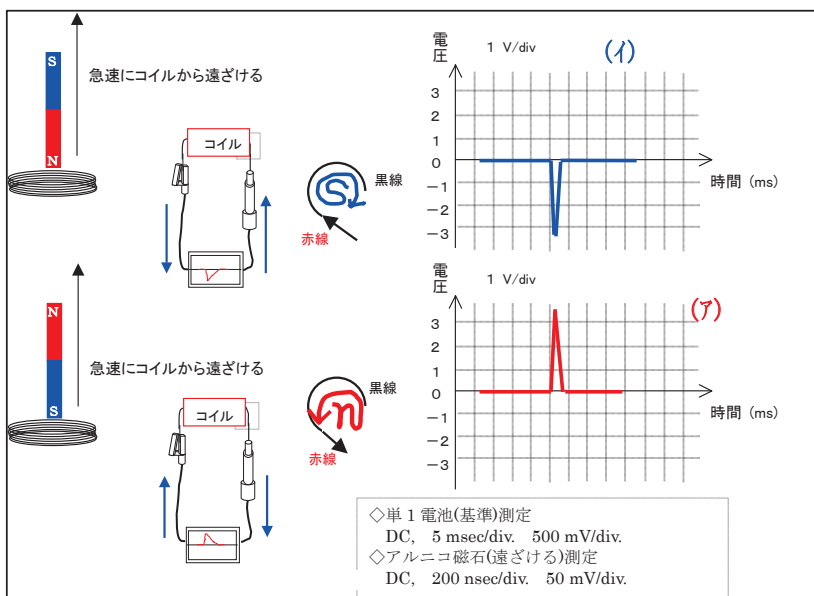 S
N
急速にコイルから遠ざける
コイル
S
黒線
赤線
電圧
1 V/div
(イ)
3
2
1
0
−1
−2
−3
時間 (ms)
N
S
急速にコイルから遠ざける
コイル
n
黒線
赤線
電圧
1 V/div
(ア)
3
2
1
0
−1
−2
−3
時間 (ms)
◇単１電池(基準)測定
DC, 5 msec/div. 500 mV/div.
◇アルニコ磁石(遠ざける)測定
DC, 200 nsec/div. 50 mV/div.